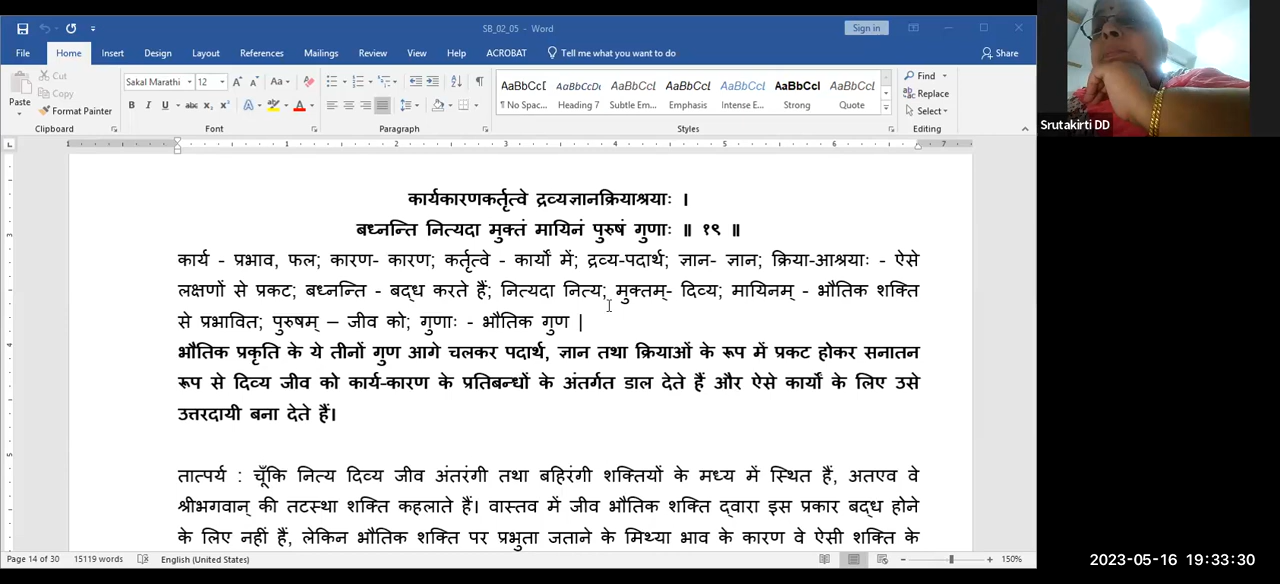 SB_02_05 - Word
Sign in
File Home Insert Design Layout References Mailings Review View Help ACROBAT Tell me what you want to do Share
Paste Cut Copy Format Painter
Sakal Marathi 12
AaBbCcD AaBbCcDc AaBbCcl AaBbCcl AaBbCcl AaBbCcl AaBbCcl
¶ No Spac... Heading 7 Subtle Em... Emphasis Intense E... Strong Quote
Find Replace Select
Clipboard Font Paragraph Styles Editing
Srutakirti DD
कार्यकारणकर्तृत्वे द्रव्यज्ञानक्रियाश्रयाः ।
बध्नन्ति नित्यदा मुक्तं मायिनं पुरुषं गुणाः ॥ १९ ॥
कार्य - प्रभाव, फल; कारण- कारण; कर्तृत्वे - कार्यों में; द्रव्य-पदार्थ; ज्ञान- ज्ञान; क्रिया-आश्रयाः - ऐसे
लक्षणों से प्रकट; बध्नन्ति - बद्ध करते हैं; नित्यदा नित्य; मुक्तम्- दिव्य; मायिनम् - भौतिक शक्ति
से प्रभावित; पुरुषम् – जीव को; गुणाः - भौतिक गुण |
भौतिक प्रकृति के ये तीनों गुण आगे चलकर पदार्थ, ज्ञान तथा क्रियाओं के रूप में प्रकट होकर सनातन
रूप से दिव्य जीव को कार्य-कारण के प्रतिबन्धों के अंतर्गत डाल देते हैं और ऐसे कार्यों के लिए उसे
उत्तरदायी बना देते हैं।
तात्पर्य : चूँकि नित्य दिव्य जीव अंतरंगी तथा बहिरंगी शक्तियों के मध्य में स्थित हैं, अतएव वे
श्रीभगवान् की तटस्था शक्ति कहलाते हैं। वास्तव में जीव भौतिक शक्ति द्वारा इस प्रकार बद्ध होने
के लिए नहीं हैं, लेकिन भौतिक शक्ति पर प्रभुता जताने के मिथ्या भाव के कारण वे ऐसी शक्ति के
Page 14 of 30 15119 words English (United States) 150%
2023-05-16 19:33:30